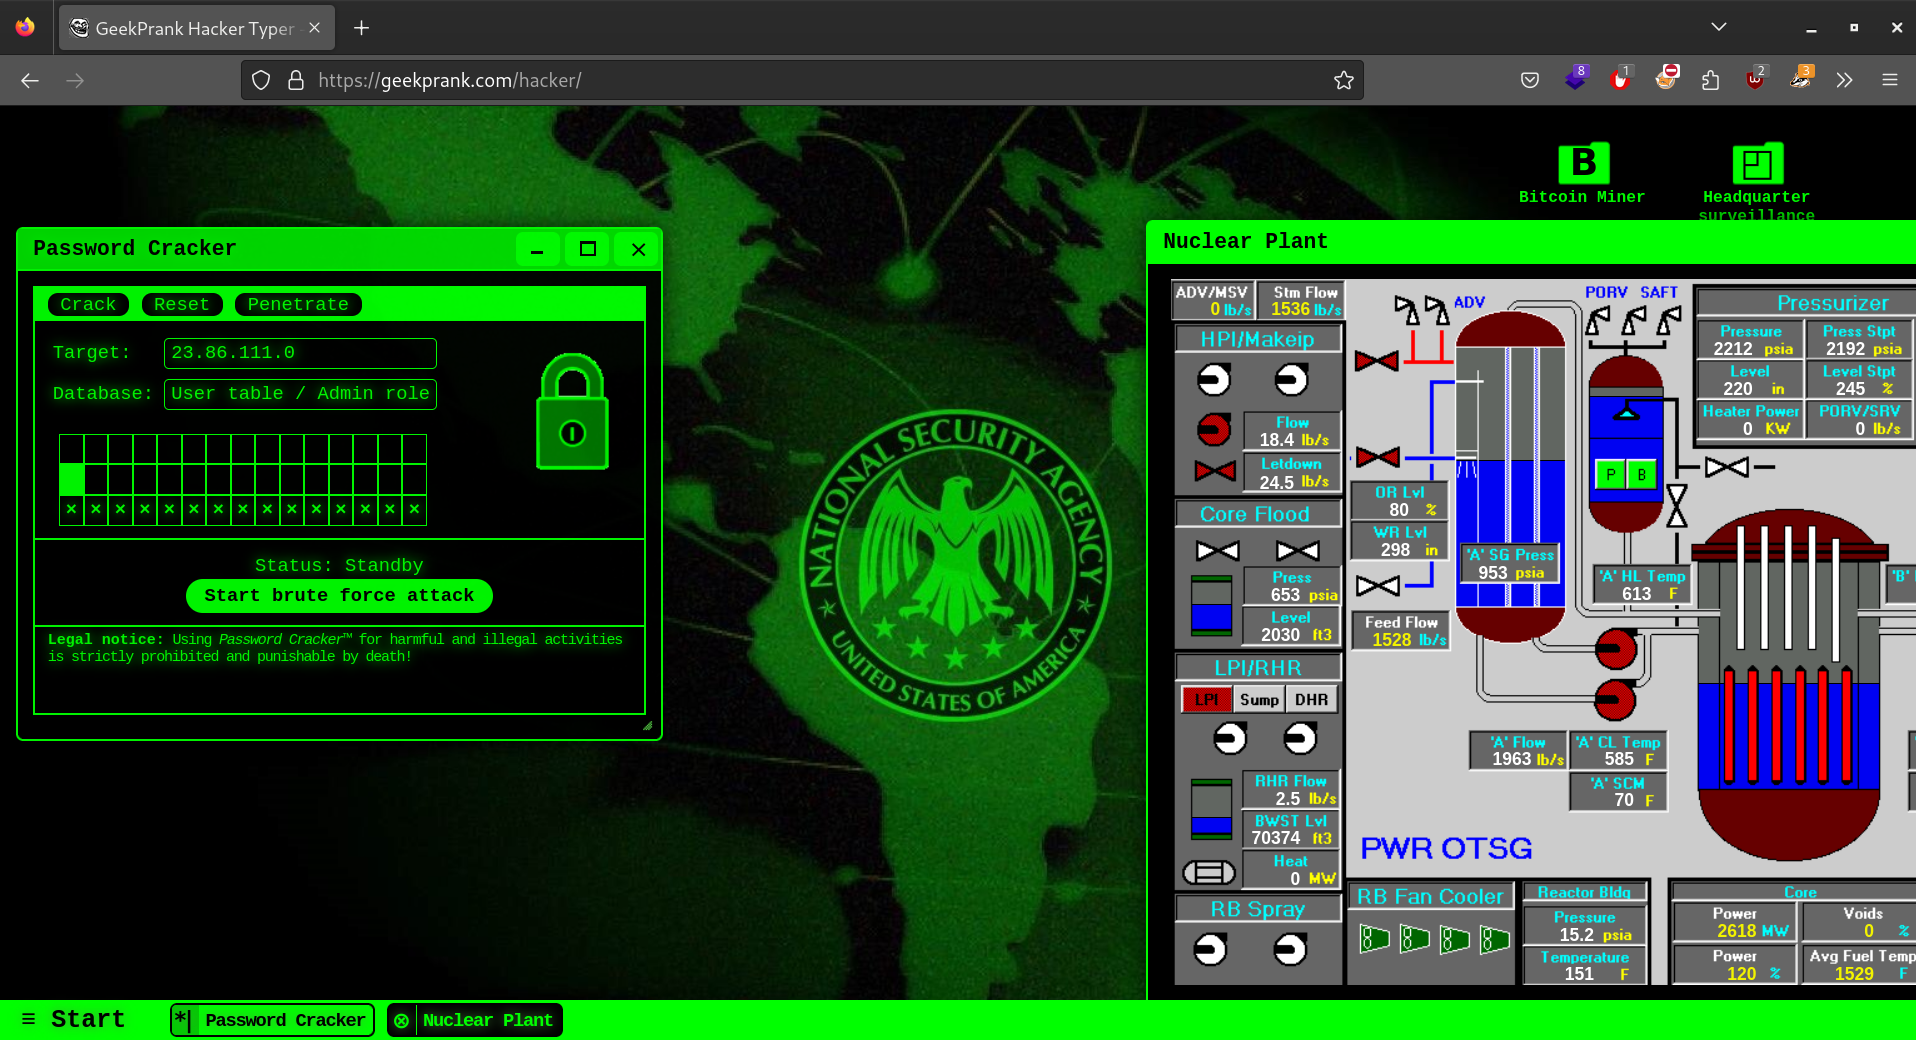 GeekPrank Hacker Typer -
https://geekprank.com/hacker/
8
1
2
3
Bitcoin Miner
Headquarter
surveillance
Password Cracker
Crack Reset Penetrate
Target: 23.86.111.0
Database: User table / Admin role
× × × × × × × × × × × × × × ×
Status: Standby
Start brute force attack
Legal notice: Using Password Cracker™ for harmful and illegal activities
is strictly prohibited and punishable by death!
NATIONAL SECURITY AGENCY
UNITED STATES OF AMERICA
Nuclear Plant
ADV/MSV
0 lb/s
Stm Flow
1536 lb/s
HPI/Makeip
Flow
18.4 lb/s
Letdown
24.5 lb/s
Core Flood
Press
653 psia
Level
2030 ft3
LPI/RHR
LPI Sump DHR
RHR Flow
2.5 lb/s
BWST Lvl
70374 ft3
Heat
0 MW
RB Spray
ADV
PORV SAFT
OR Lvl
80 %
WR Lvl
298 in
Feed Flow
1528 lb/s
'A' SG Press
953 psia
P B
Pressurizer
Pressure
2212 psia
Press Stpt
2192 psia
Level
220 in
Level Stpt
245 %
Heater Power
0 KW
PORV/SRV
0 lb/s
'A' HL Temp
613 F
'B'
'A' Flow
1963 lb/s
'A' CL Temp
585 F
'A' SCM
70 F
PWR OTSG
RB Fan Cooler
Reactor Bldg
Pressure
15.2 psia
Temperature
151 F
Core
Power
2618 MW
Voids
0 %
Power
120 %
Avg Fuel Temp
1529 F
Start
*| Password Cracker
Nuclear Plant